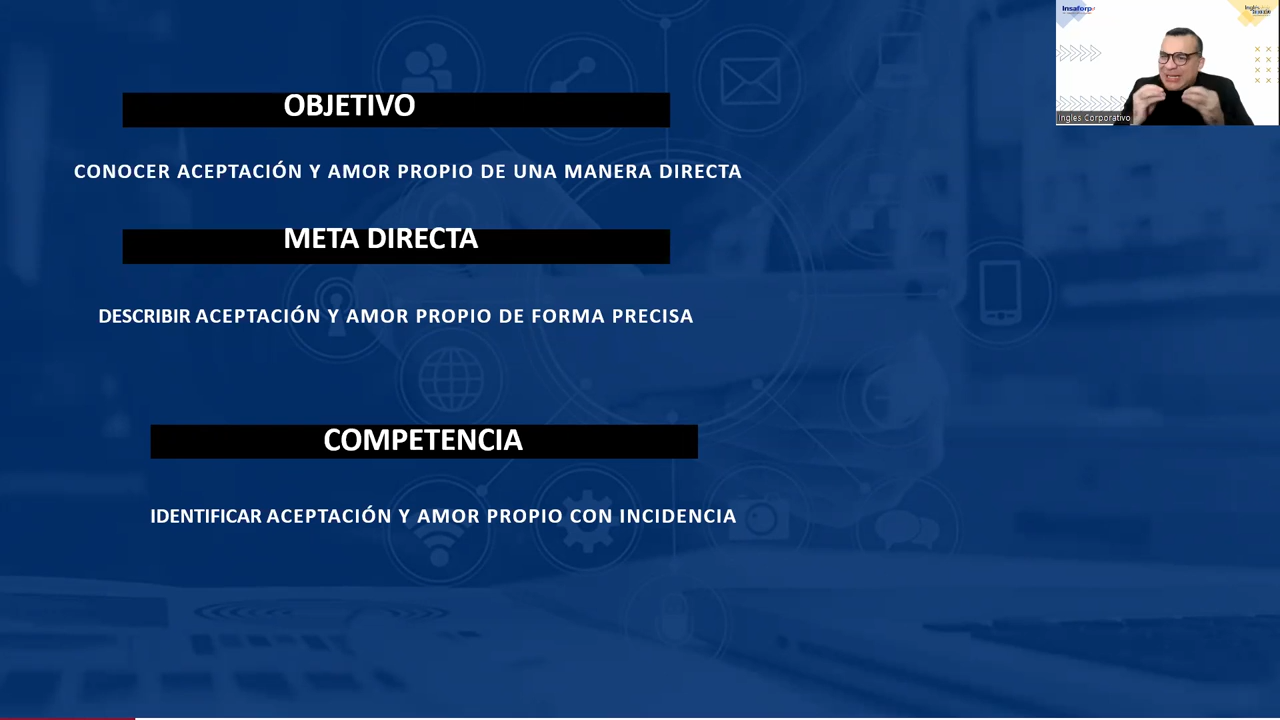 OBJETIVO
CONOCER ACEPTACIÓN Y AMOR PROPIO DE UNA MANERA DIRECTA
META DIRECTA
DESCRIBIR ACEPTACIÓN Y AMOR PROPIO DE FORMA PRECISA
COMPETENCIA
IDENTIFICAR ACEPTACIÓN Y AMOR PROPIO CON INCIDENCIA
Insaforp
Ingles Corporativo